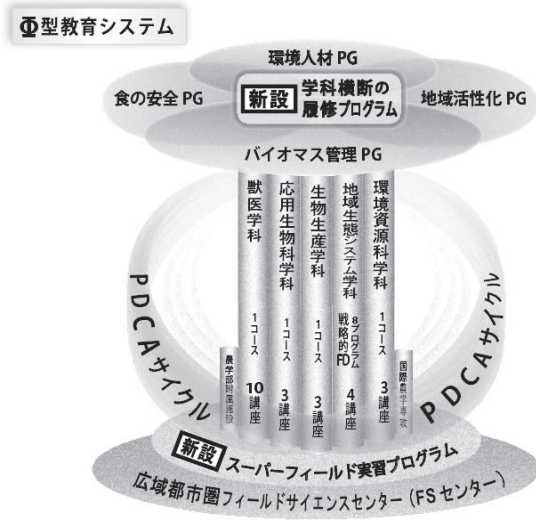 Φ型教育システム
環境人材 PG
食の安全 PG
新設 学科横断の履修プログラム
地域活性化 PG
バイオマス管理 PG
獣医学科 1コース 10講座
応用生物科学科 1コース 3講座
生物生産学科 1コース 3講座
地域生態システム学科 8プログラム 戦略的FD 4講座
環境資源科学科 1コース 3講座
PDCAサイクル
PDCAサイクル
農学部附属施設
国際農学専攻
新設 スーパーフィールド実習プログラム
広域都市圏フィールドサイエンスセンター（FSセンター）